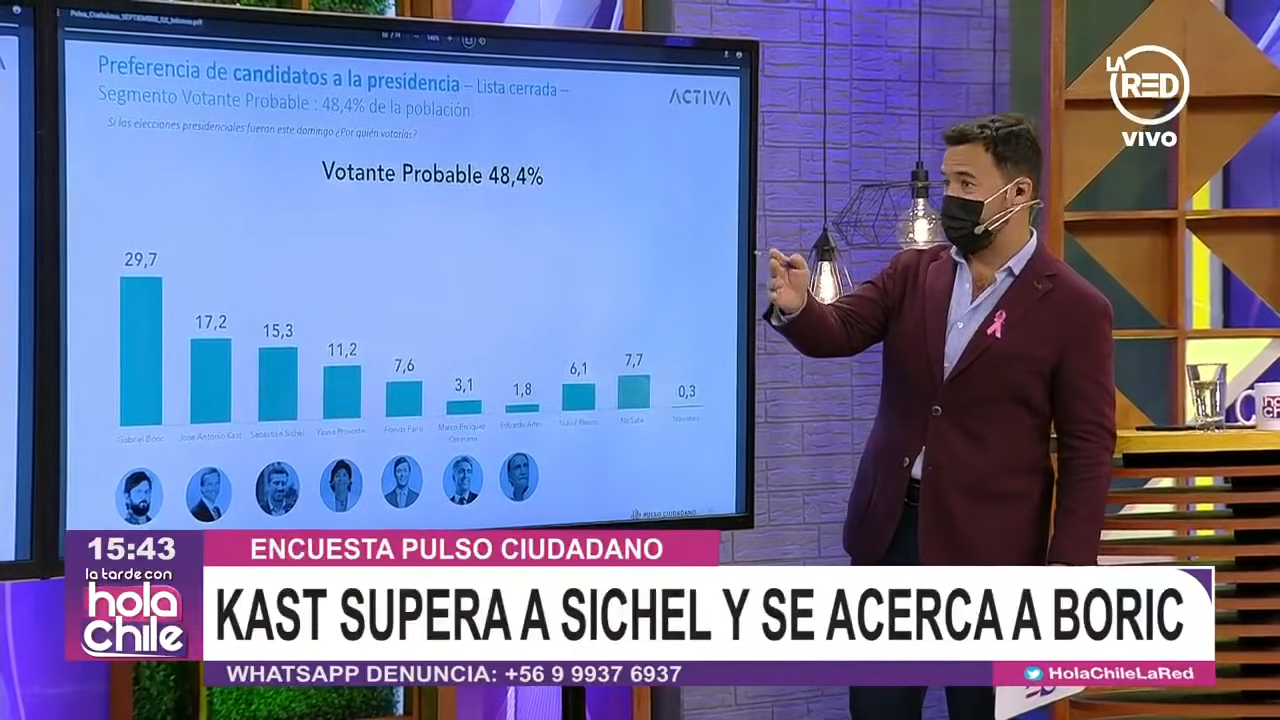 Pulso_Ciudadano_SEPTIEMBRE_02_
Preferencia de candidatos a la presidencia – Lista cerrada –
Segmento Votante Probable : 48,4% de la población
Si las elecciones presidenciales fueran este domingo ¿Por quién votarías?
ACTIVA
Votante Probable 48,4%
29,7
17,2
15,3
11,2
7,6
3,1
1,8
6,1
7,7
0,3
Gabriel Boric
José Antonio Kast
Sebastián Sichel
Yasna Provoste
Franco Parisi
Marco Enríquez
Ominami
Eduardo Artés
Nulo / Blanco
No Sabe
PULSO CIUDADANO
LA
RED
VIVO
hola
Chile
15:43
la tarde con
hola
Chile
ENCUESTA PULSO CIUDADANO
KAST SUPERA A SICHEL Y SE ACERCA A BORIC
WHATSAPP DENUNCIA: +56 9 9937 6937
HolaChileLaRed